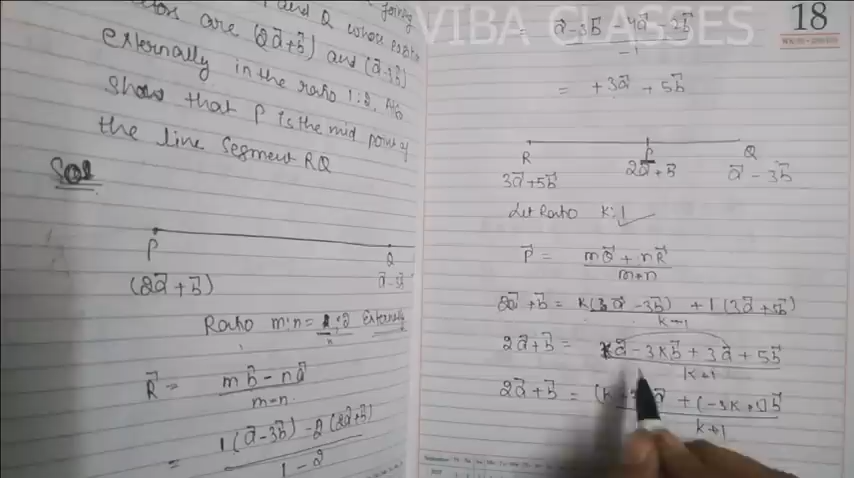 and Q whose
are (2a⃗+b⃗) and (a⃗-3b⃗)
externally in the ratio 1:2. Also
Show that P is the mid point of
the line segment RQ
Sol
P
Q
(2a⃗+b⃗)
a⃗-3b⃗
Ratio m:n = 1:2 Externally
R⃗ = (mb⃗ - na⃗)/(m-n)
= (1(a⃗-3b⃗) - 2(2a⃗+b⃗))/(1-2)
VIBA CLASSES
18
= (a⃗-3b⃗ - 4a⃗-2b⃗)/-1
= +3a⃗ + 5b⃗
R P Q
3a⃗+5b⃗ 2a⃗+b⃗ a⃗ - 3b⃗
Let Ratio K:1
P⃗ = (mQ⃗ + nR⃗)/(m+n)
2a⃗+b⃗ = (K(3a⃗-3b⃗) + 1(3a⃗+5b⃗))/(K-1)
2a⃗+b⃗ = (Ka⃗ - 3Kb⃗ + 3a⃗ + 5b⃗)/(K+1)
2a⃗+b⃗ = a⃗ + (-3K+ )b⃗/(K+1)